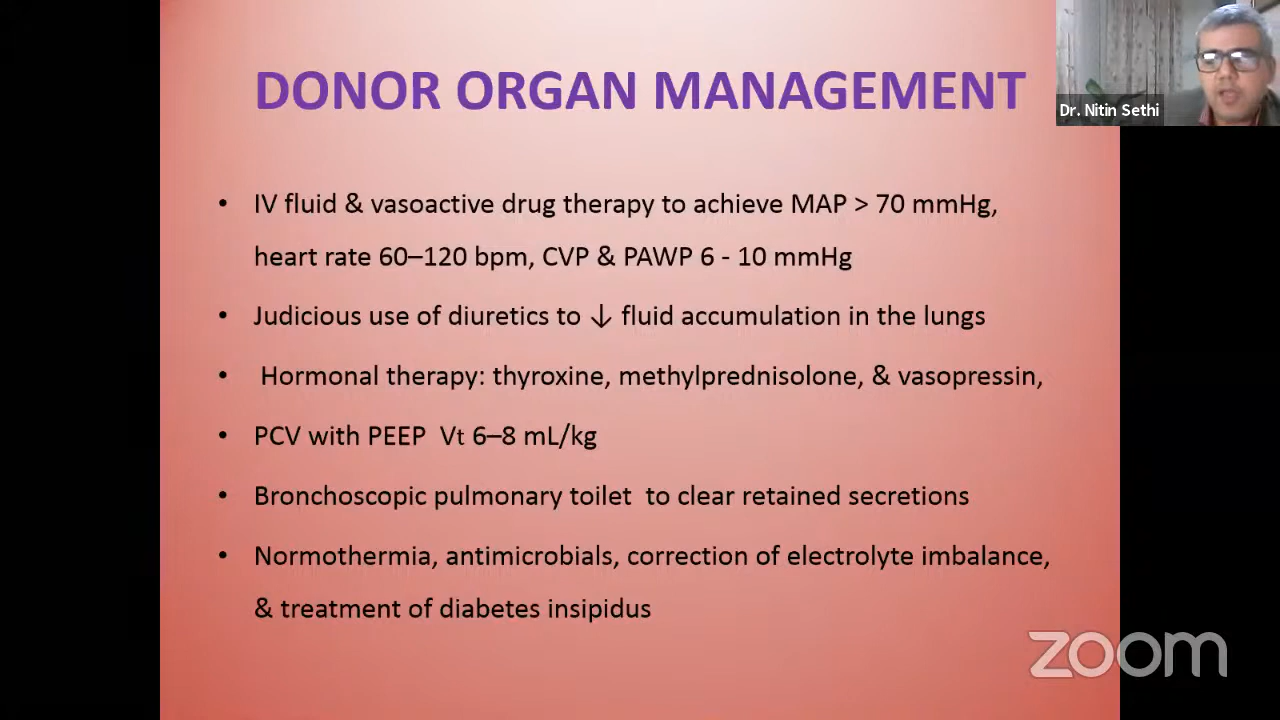 DONOR ORGAN MANAGEMENT
Dr. Nitin Sethi
• IV fluid & vasoactive drug therapy to achieve MAP > 70 mmHg,
heart rate 60–120 bpm, CVP & PAWP 6 - 10 mmHg
• Judicious use of diuretics to ↓ fluid accumulation in the lungs
• Hormonal therapy: thyroxine, methylprednisolone, & vasopressin,
• PCV with PEEP Vt 6–8 mL/kg
• Bronchoscopic pulmonary toilet to clear retained secretions
• Normothermia, antimicrobials, correction of electrolyte imbalance,
& treatment of diabetes insipidus
zoom